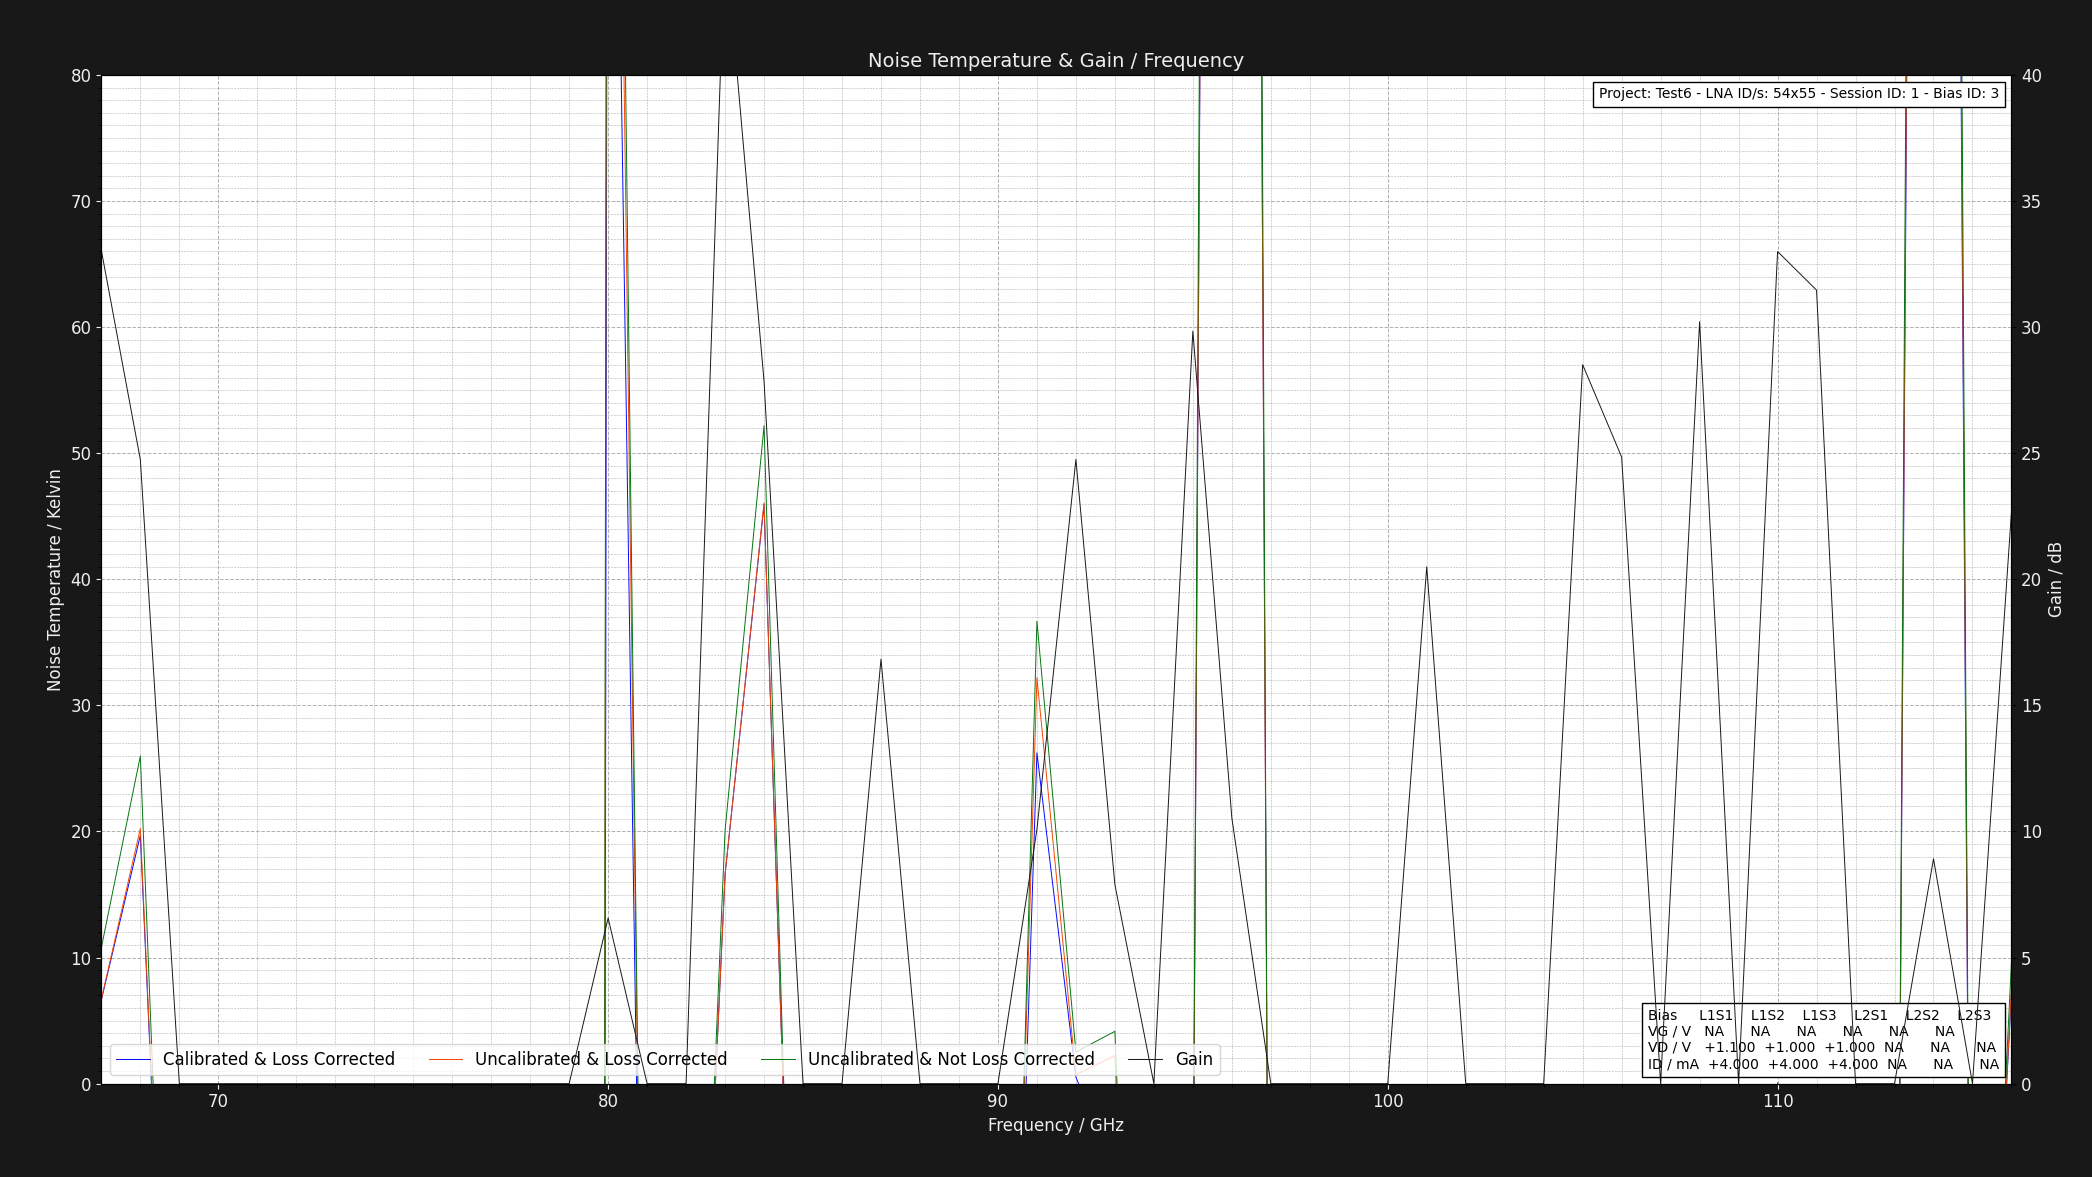 Noise Temperature & Gain / Frequency
Project: Test6 - LNA ID/s: 54x55 - Session ID: 1 - Bias ID: 3
80
70
60
50
40
30
20
10
0
Noise Temperature / Kelvin
40
35
30
25
20
15
10
5
0
Gain / dB
Bias L1S1 L1S2 L1S3 L2S1 L2S2 L2S3
VG / V NA NA NA NA NA NA
VD / V +1.100 +1.000 +1.000 NA NA NA
ID / mA +4.000 +4.000 +4.000 NA NA NA
Calibrated & Loss Corrected Uncalibrated & Loss Corrected Uncalibrated & Not Loss Corrected Gain
70 80 90 100 110
Frequency / GHz